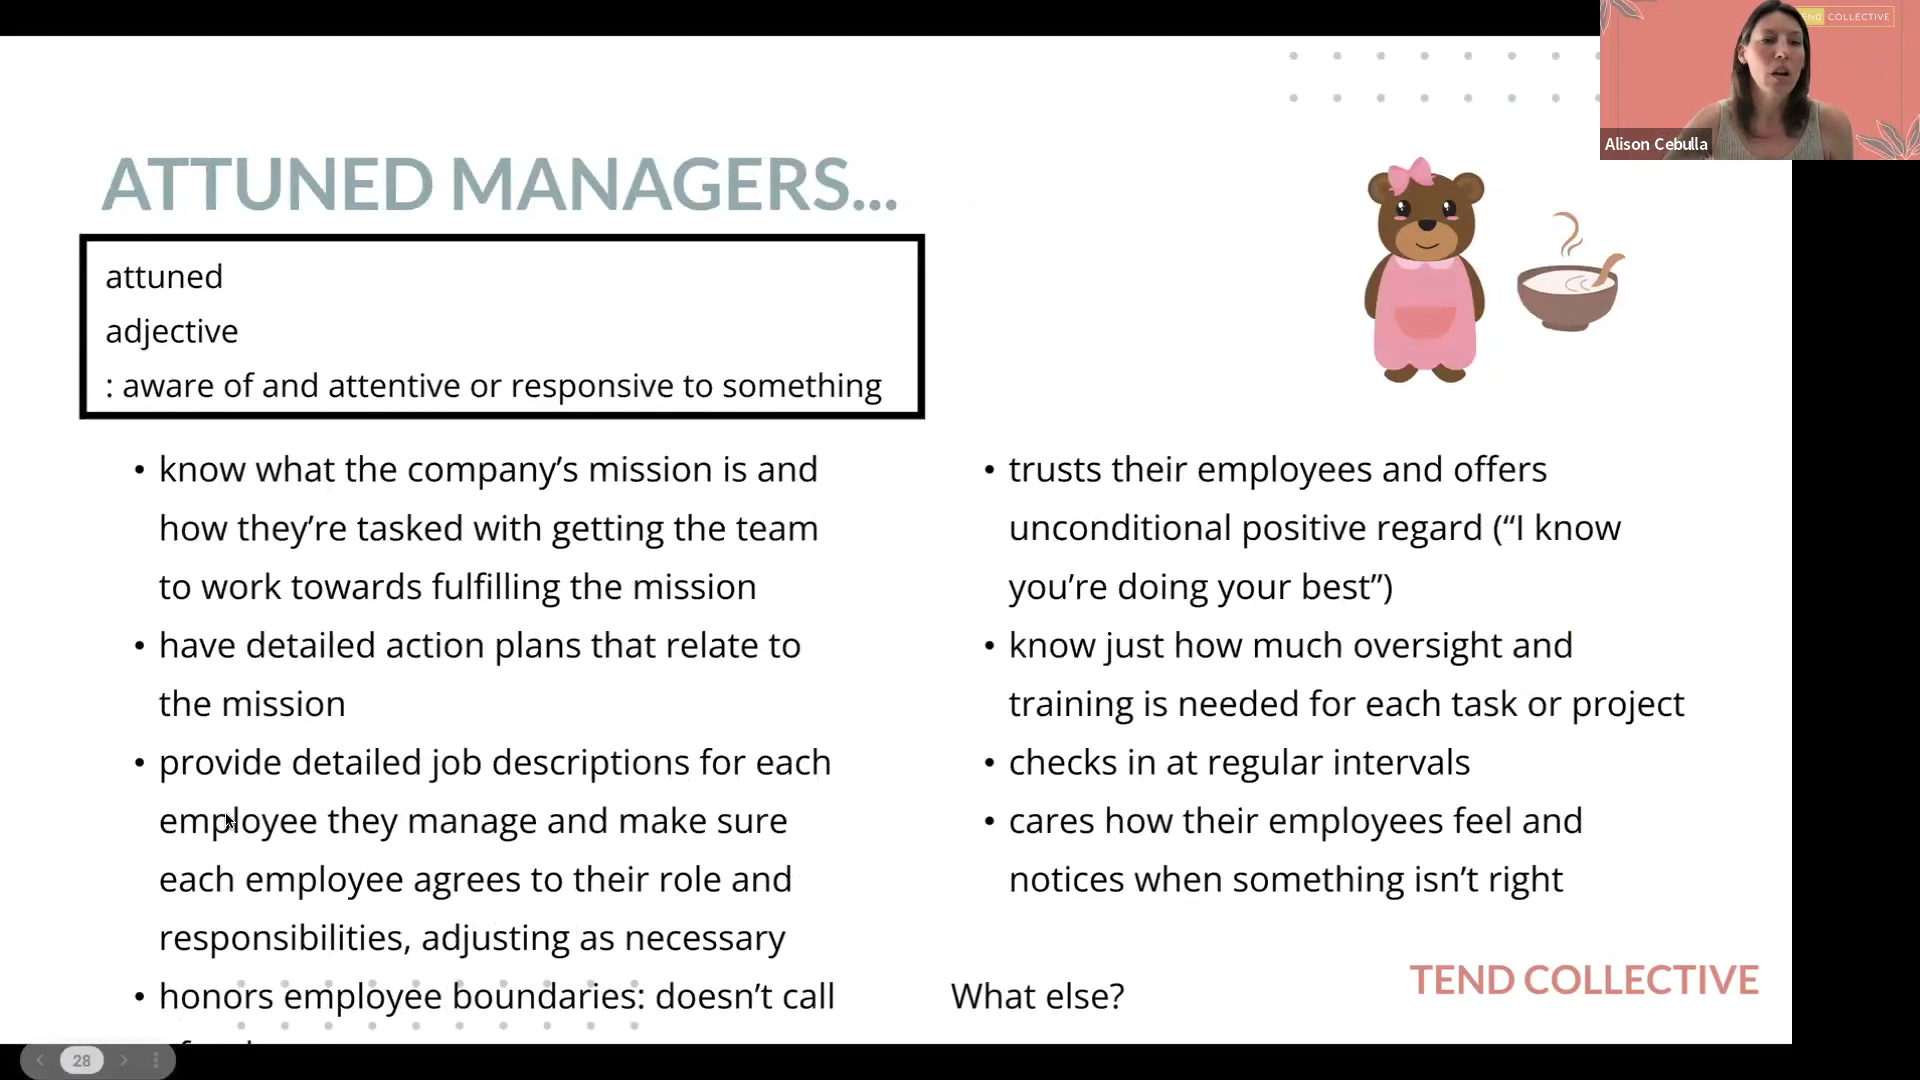 END COLLECTIVE
Alison Cebulla
ATTUNED MANAGERS...
attuned
adjective
: aware of and attentive or responsive to something
• know what the company’s mission is and
how they’re tasked with getting the team
to work towards fulfilling the mission
• have detailed action plans that relate to
the mission
• provide detailed job descriptions for each
employee they manage and make sure
each employee agrees to their role and
responsibilities, adjusting as necessary
• honors employee boundaries: doesn’t call
• trusts their employees and offers
unconditional positive regard (“I know
you’re doing your best”)
• know just how much oversight and
training is needed for each task or project
• checks in at regular intervals
• cares how their employees feel and
notices when something isn’t right
What else?
TEND COLLECTIVE
28